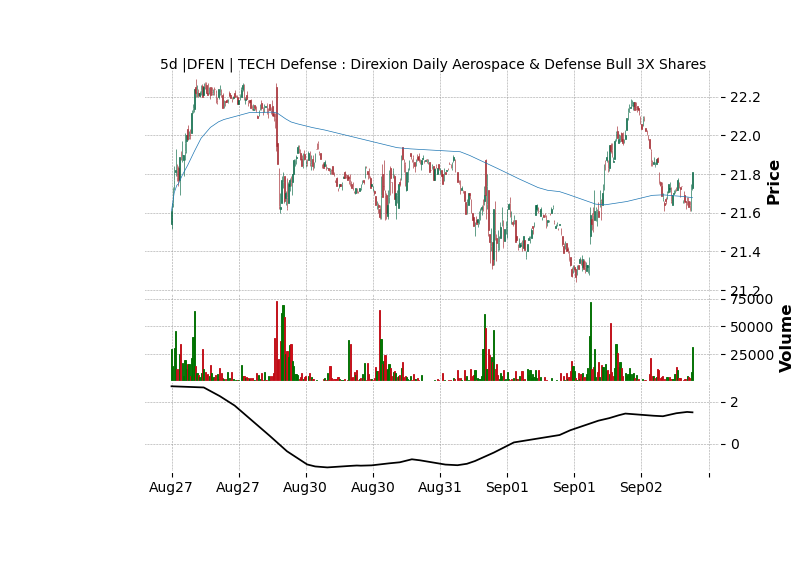 5d |DFEN | TECH Defense : Direxion Daily Aerospace & Defense Bull 3X Shares
22.2
22.0
21.8
21.6
21.4
21.2
Price
75000
50000
25000
Volume
2
0
Aug27 Aug27 Aug30 Aug30 Aug31 Sep01 Sep01 Sep02